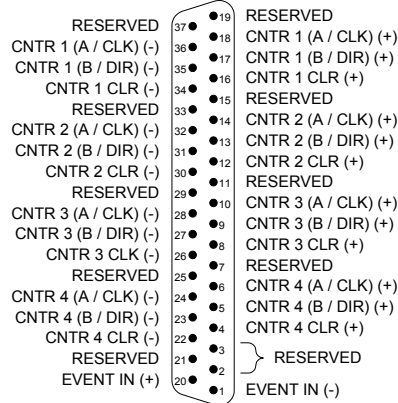 RESERVED 37 19 RESERVED
CNTR 1 (A / CLK) (-) 36 18 CNTR 1 (A / CLK) (+)
CNTR 1 (B / DIR) (-) 35 17 CNTR 1 (B / DIR) (+)
CNTR 1 CLR (-) 34 16 CNTR 1 CLR (+)
RESERVED 33 15 RESERVED
CNTR 2 (A / CLK) (-) 32 14 CNTR 2 (A / CLK) (+)
CNTR 2 (B / DIR) (-) 31 13 CNTR 2 (B / DIR) (+)
CNTR 2 CLR (-) 30 12 CNTR 2 CLR (+)
RESERVED 29 11 RESERVED
CNTR 3 (A / CLK) (-) 28 10 CNTR 3 (A / CLK) (+)
CNTR 3 (B / DIR) (-) 27 9 CNTR 3 (B / DIR) (+)
CNTR 3 CLK (-) 26 8 CNTR 3 CLR (+)
RESERVED 25 7 RESERVED
CNTR 4 (A / CLK) (-) 24 6 CNTR 4 (A / CLK) (+)
CNTR 4 (B / DIR) (-) 23 5 CNTR 4 (B / DIR) (+)
CNTR 4 CLR (-) 22 4 CNTR 4 CLR (+)
RESERVED 21 3 RESERVED
EVENT IN (+) 20 2
1 EVENT IN (-)